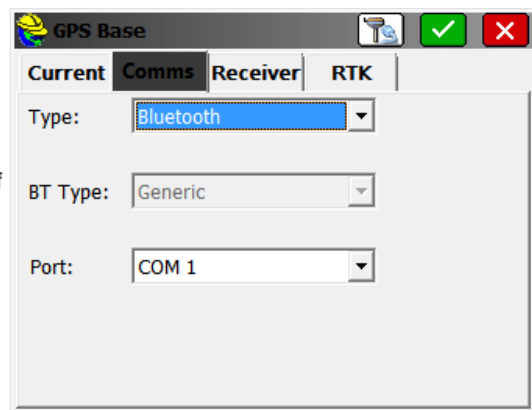 GPS Base
Current Comms Receiver RTK
Type: Bluetooth
BT Type: Generic
Port: COM 1